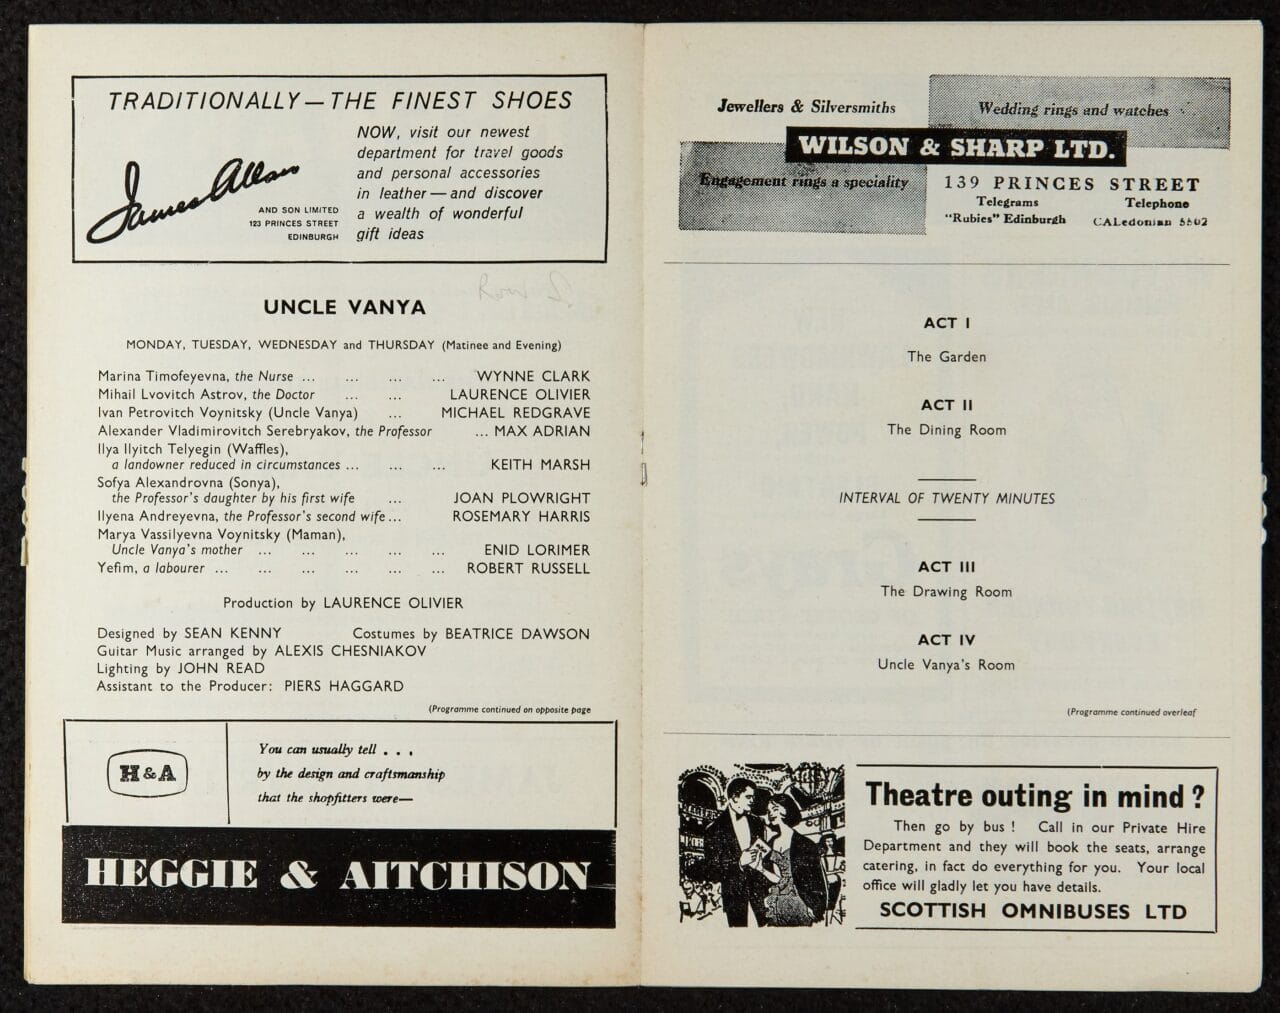 TRADITIONALLY — THE FINEST SHOES
NOW, visit our newest
department for travel goods
and personal accessories
in leather — and discover
a wealth of wonderful
gift ideas
James Allan
AND SON LIMITED
123 PRINCES STREET
EDINBURGH
UNCLE VANYA
MONDAY, TUESDAY, WEDNESDAY and THURSDAY (Matinee and Evening)
Marina Timofeyevna, the Nurse ... ... ... ... WYNNE CLARK
Mihail Lvovitch Astrov, the Doctor ... ... LAURENCE OLIVIER
Ivan Petrovitch Voynitsky (Uncle Vanya) ... MICHAEL REDGRAVE
Alexander Vladimirovitch Serebryakov, the Professor ... MAX ADRIAN
Ilya Ilyitch Telyegin (Waffles),
a landowner reduced in circumstances ... ... ... KEITH MARSH
Sofya Alexandrovna (Sonya),
the Professor's daughter by his first wife ... JOAN PLOWRIGHT
Ilyena Andreyevna, the Professor's second wife ... ROSEMARY HARRIS
Marya Vassilyevna Voynitsky (Maman),
Uncle Vanya's mother ... ... ... ... ... ENID LORIMER
Yefim, a labourer ... ... ... ... ... ... ROBERT RUSSELL
Production by LAURENCE OLIVIER
Designed by SEAN KENNY Costumes by BEATRICE DAWSON
Guitar Music arranged by ALEXIS CHESNIAKOV
Lighting by JOHN READ
Assistant to the Producer: PIERS HAGGARD
(Programme continued on opposite page
H & A
You can usually tell . . .
by the design and craftsmanship
that the shopfitters were—
HEGGIE & AITCHISON
Jewellers & Silversmiths
Wedding rings and watches
WILSON & SHARP LTD.
Engagement rings a speciality
139 PRINCES STREET
Telegrams Telephone
"Rubies" Edinburgh CALedonian 5502
ACT I
The Garden
ACT II
The Dining Room
INTERVAL OF TWENTY MINUTES
ACT III
The Drawing Room
ACT IV
Uncle Vanya's Room
(Programme continued overleaf
Theatre outing in mind ?
Then go by bus ! Call in our Private Hire
Department and they will book the seats, arrange
catering, in fact do everything for you. Your local
office will gladly let you have details.
SCOTTISH OMNIBUSES LTD